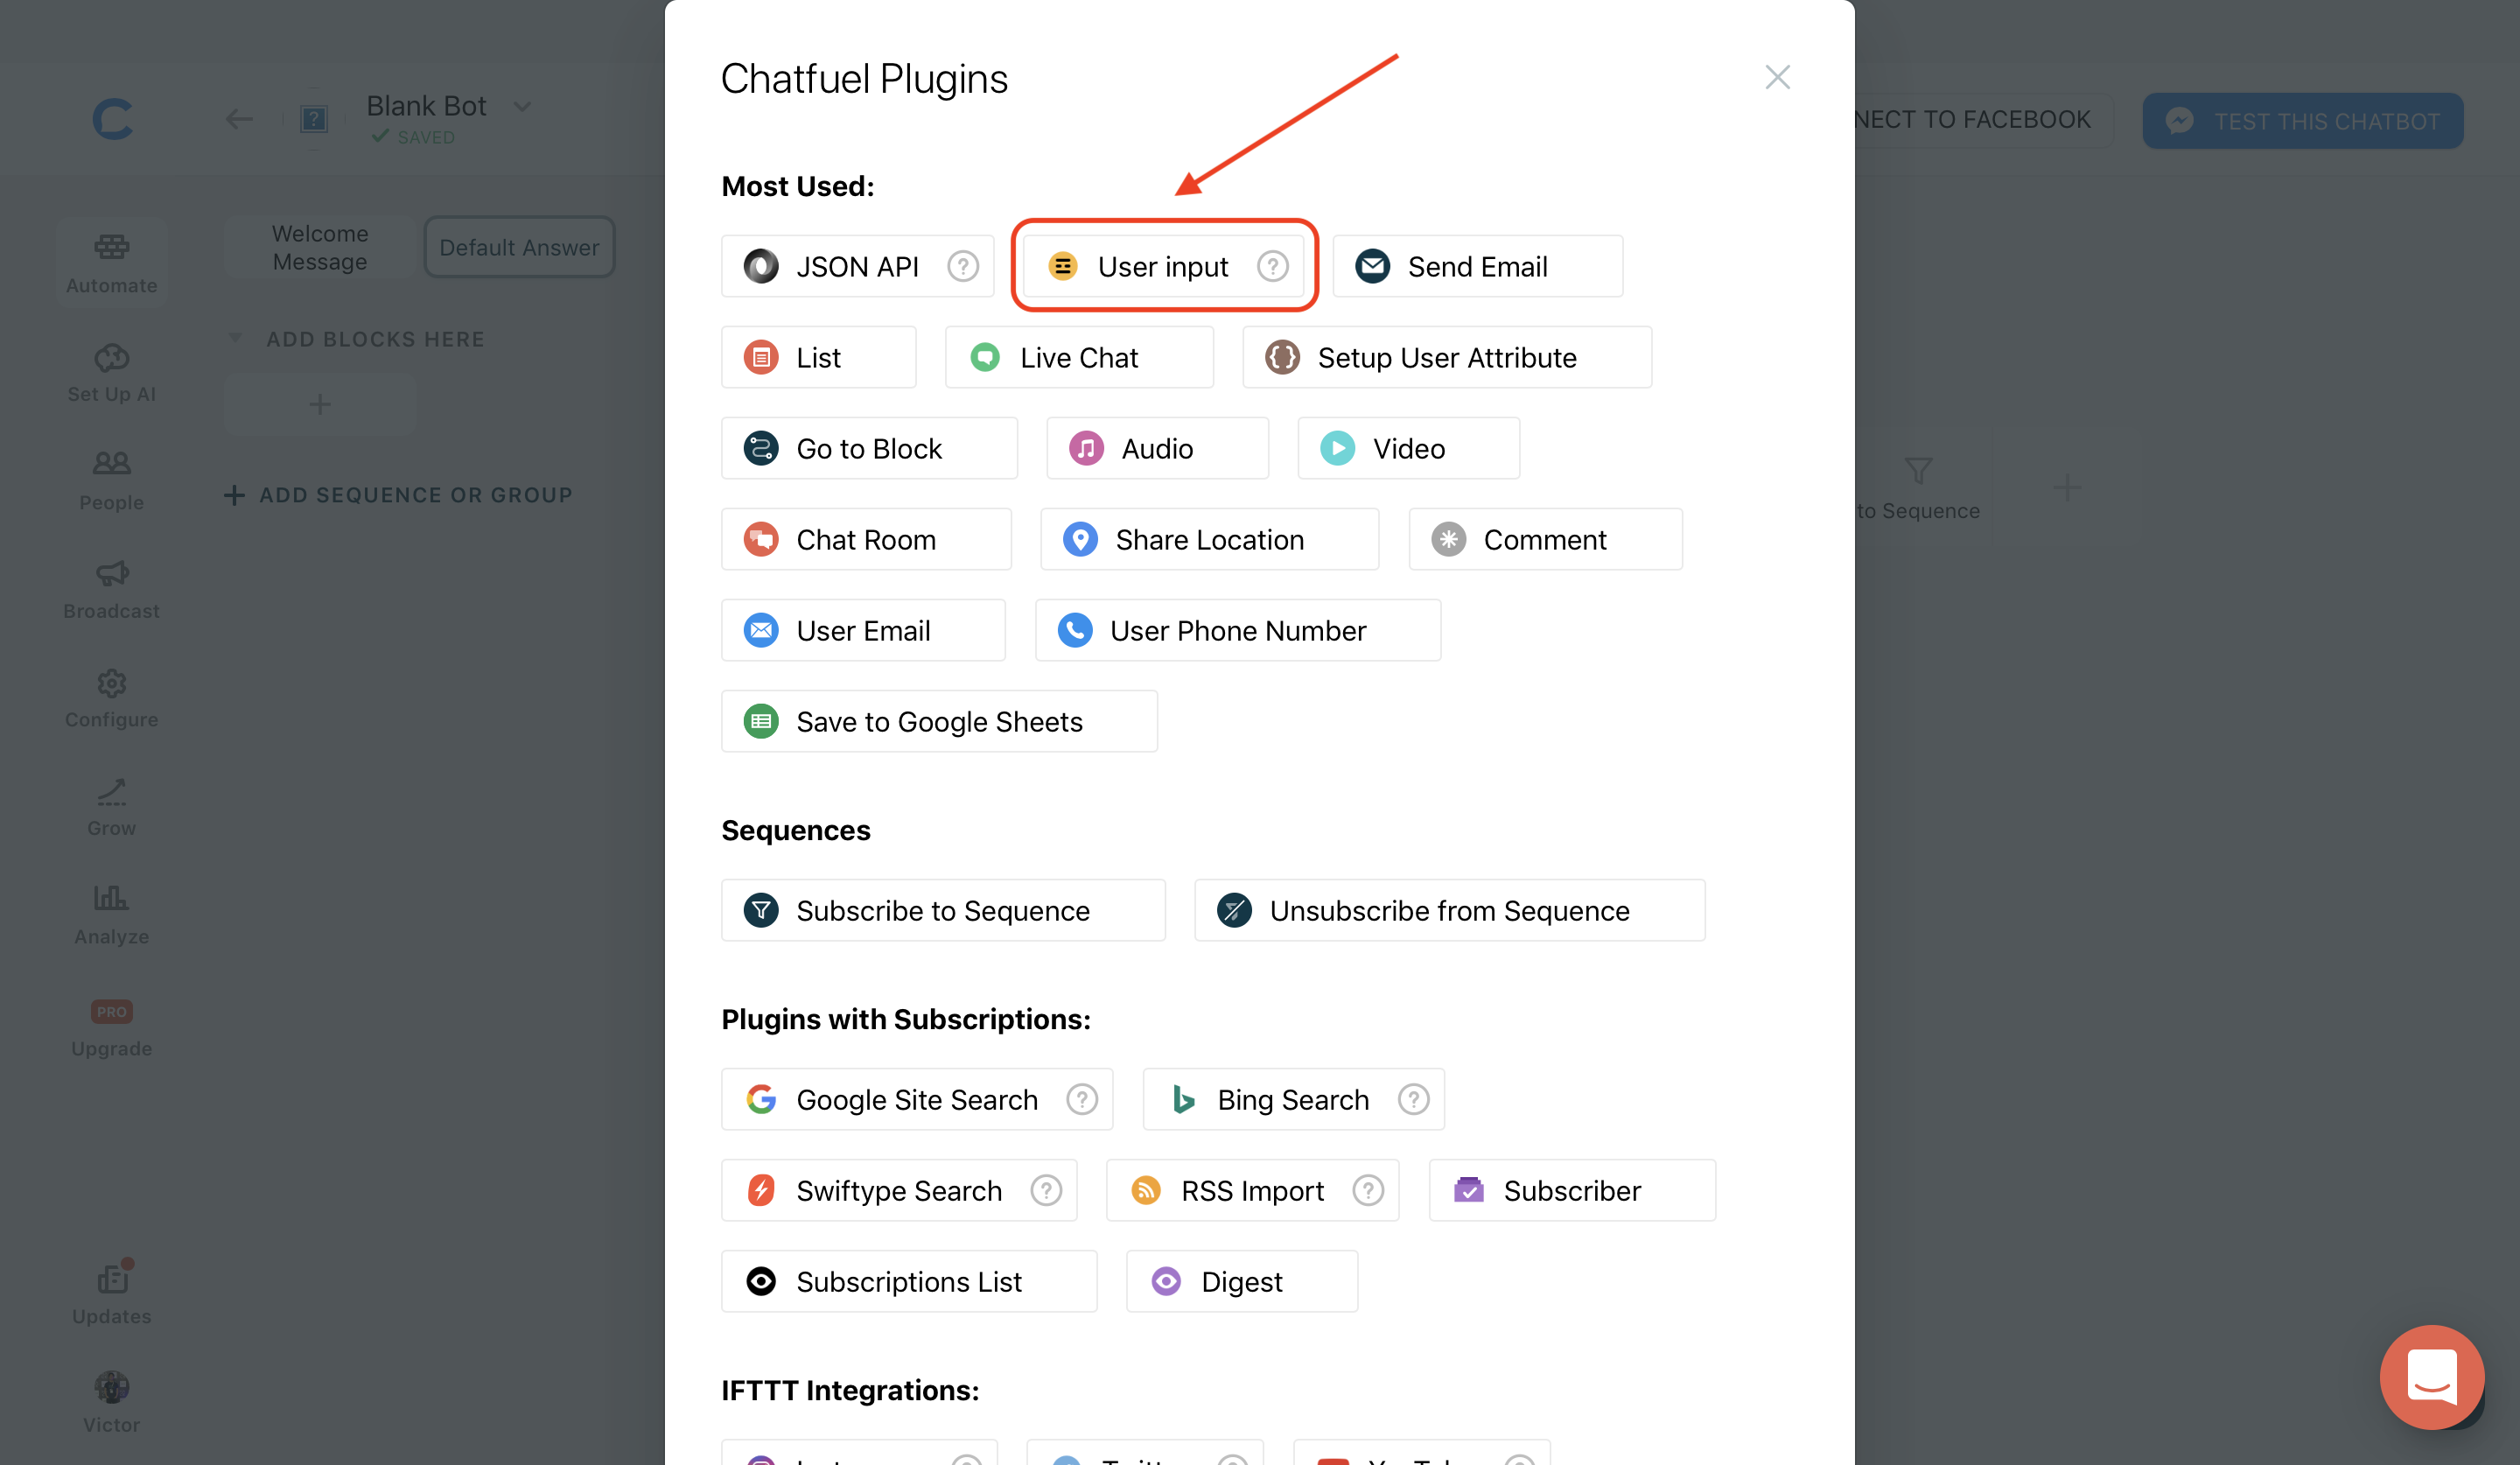 Chatfuel Plugins
Blank Bot
SAVED
NECT TO FACEBOOK
TEST THIS CHATBOT
Most Used:
Welcome
Message
Default Answer
JSON API ?
User input ?
Send Email
Automate
ADD BLOCKS HERE
List
Live Chat
Setup User Attribute
Set Up AI
Go to Block
Audio
Video
People
ADD SEQUENCE OR GROUP
to Sequence
Chat Room
Share Location
Comment
Broadcast
User Email
User Phone Number
Configure
Save to Google Sheets
Grow
Sequences
Subscribe to Sequence
Unsubscribe from Sequence
Analyze
PRO
Upgrade
Plugins with Subscriptions:
Google Site Search ?
Bing Search ?
Swiftype Search ?
RSS Import ?
Subscriber
Subscriptions List
Digest
Updates
IFTTT Integrations:
Victor